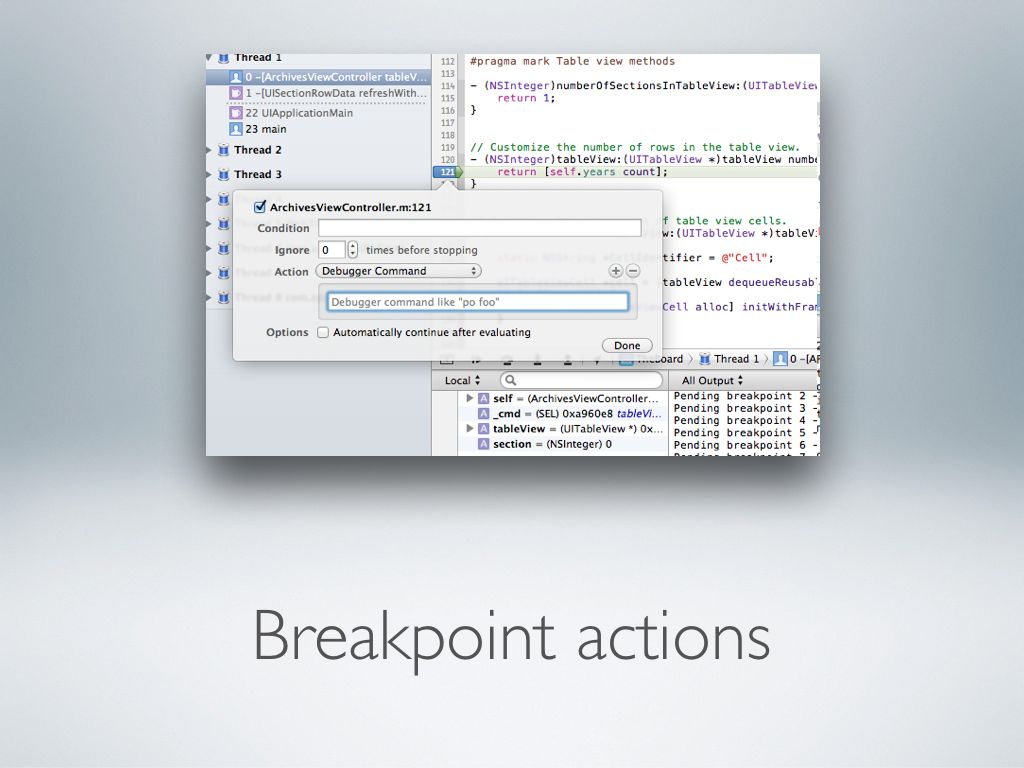 Thread 1
0 -[ArchivesViewController tableV...
1 -[UISectionRowData refreshWith...
22 UIApplicationMain
23 main
Thread 2
Thread 3
112 #pragma mark Table view methods
113
114 - (NSInteger)numberOfSectionsInTableView:(UITableView
115 return 1;
116 }
117
118
119 // Customize the number of rows in the table view.
120 - (NSInteger)tableView:(UITableView *)tableView numbe
121 return [self.years count];
}
f table view cells.
w:(UITableView *)tableV
entifier = @"Cell";
tableView dequeueReusabl
Cell alloc] initWithFram
ArchivesViewController.m:121
Condition
Ignore 0 times before stopping
Action Debugger Command
Debugger command like "po foo"
Options Automatically continue after evaluating
Done
Thread 1 0 -[A
Local All Output
self = (ArchivesViewController...
_cmd = (SEL) 0xa960e8 tableVi...
tableView = (UITableView *) 0x...
section = (NSInteger) 0
Pending breakpoint 2 -
Pending breakpoint 3 -
Pending breakpoint 4 -
Pending breakpoint 5 -
Pending breakpoint 6 -
Breakpoint actions